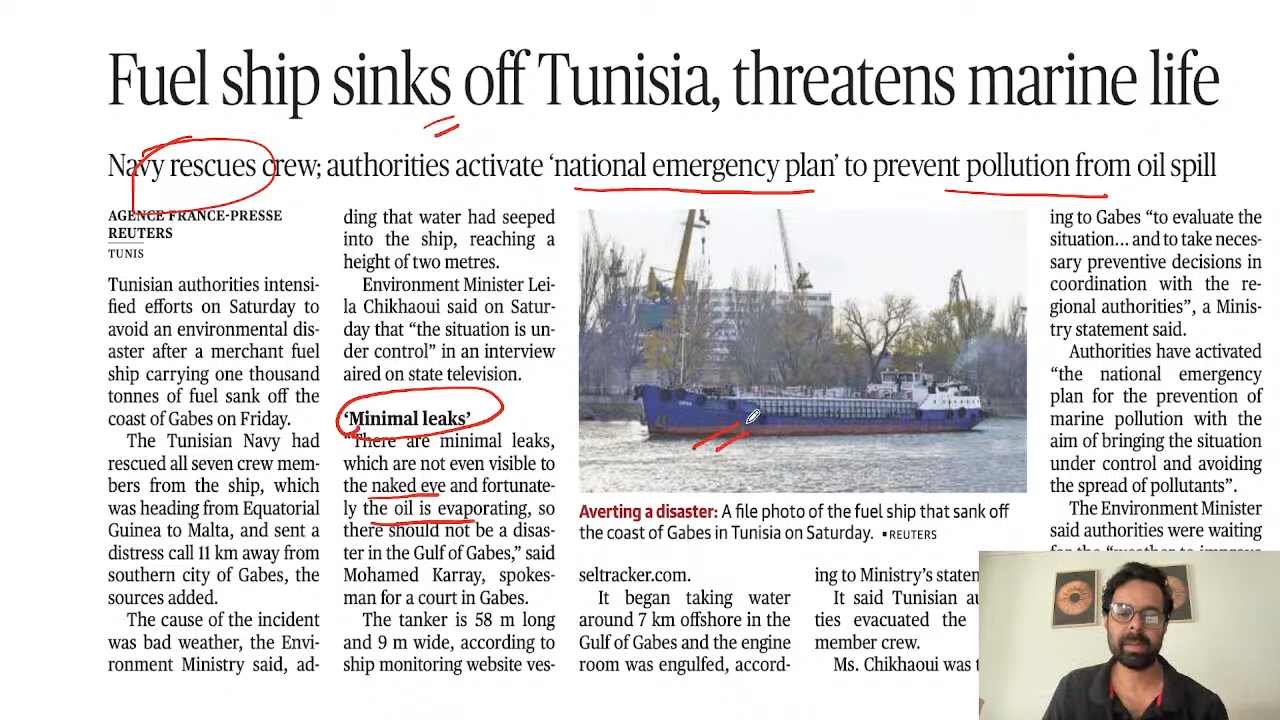 Fuel ship sinks off Tunisia, threatens marine life
Navy rescues crew; authorities activate ‘national emergency plan’ to prevent pollution from oil spill
AGENCE FRANCE-PRESSE
REUTERS
TUNIS
Tunisian authorities intensi-
fied efforts on Saturday to
avoid an environmental dis-
aster after a merchant fuel
ship carrying one thousand
tonnes of fuel sank off the
coast of Gabes on Friday.
The Tunisian Navy had
rescued all seven crew mem-
bers from the ship, which
was heading from Equatorial
Guinea to Malta, and sent a
distress call 11 km away from
southern city of Gabes, the
sources added.
The cause of the incident
was bad weather, the Envi-
ronment Ministry said, ad-
ding that water had seeped
into the ship, reaching a
height of two metres.
Environment Minister Lei-
la Chikhaoui said on Satur-
day that “the situation is un-
der control” in an interview
aired on state television.
‘Minimal leaks’
“There are minimal leaks,
which are not even visible to
the naked eye and fortunate-
ly the oil is evaporating, so
there should not be a disas-
ter in the Gulf of Gabes,” said
Mohamed Karray, spokes-
man for a court in Gabes.
The tanker is 58 m long
and 9 m wide, according to
ship monitoring website ves-
Averting a disaster: A file photo of the fuel ship that sank off
the coast of Gabes in Tunisia on Saturday. ▪REUTERS
seltracker.com.
It began taking water
around 7 km offshore in the
Gulf of Gabes and the engine
room was engulfed, accord-
ing to Ministry’s
It said Tunisian
ties evacuated the
member crew.
Ms. Chikhaoui was
ing to Gabes “to evaluate the
situation... and to take neces-
sary preventive decisions in
coordination with the re-
gional authorities”, a Minis-
try statement said.
Authorities have activated
“the national emergency
plan for the prevention of
marine pollution with the
aim of bringing the situation
under control and avoiding
the spread of pollutants”.
The Environment Minister
said authorities were waiting
for the “weather to improve